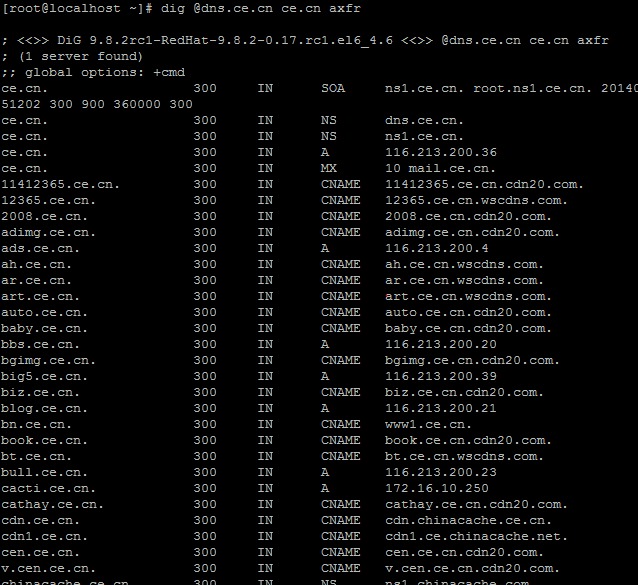 [root@localhost ~]# dig @dns.ce.cn ce.cn axfr
; <<>> DiG 9.8.2rc1-RedHat-9.8.2-0.17.rc1.el6_4.6 <<>> @dns.ce.cn ce.cn axfr
; (1 server found)
;; global options: +cmd
ce.cn. 300 IN SOA ns1.ce.cn. root.ns1.ce.cn. 20140
51202 300 900 360000 300
ce.cn. 300 IN NS dns.ce.cn.
ce.cn. 300 IN NS ns1.ce.cn.
ce.cn. 300 IN A 116.213.200.36
ce.cn. 300 IN MX 10 mail.ce.cn.
11412365.ce.cn. 300 IN CNAME 11412365.ce.cn.cdn20.com.
12365.ce.cn. 300 IN CNAME 12365.ce.cn.wscdns.com.
2008.ce.cn. 300 IN CNAME 2008.ce.cn.cdn20.com.
adimg.ce.cn. 300 IN CNAME adimg.ce.cn.cdn20.com.
ads.ce.cn. 300 IN A 116.213.200.4
ah.ce.cn. 300 IN CNAME ah.ce.cn.wscdns.com.
ar.ce.cn. 300 IN CNAME ar.ce.cn.wscdns.com.
art.ce.cn. 300 IN CNAME art.ce.cn.wscdns.com.
auto.ce.cn. 300 IN CNAME auto.ce.cn.cdn20.com.
baby.ce.cn. 300 IN CNAME baby.ce.cn.cdn20.com.
bbs.ce.cn. 300 IN A 116.213.200.20
bgimg.ce.cn. 300 IN CNAME bgimg.ce.cn.cdn20.com.
big5.ce.cn. 300 IN A 116.213.200.39
biz.ce.cn. 300 IN CNAME biz.ce.cn.cdn20.com.
blog.ce.cn. 300 IN A 116.213.200.21
bn.ce.cn. 300 IN CNAME www1.ce.cn.
book.ce.cn. 300 IN CNAME book.ce.cn.cdn20.com.
bt.ce.cn. 300 IN CNAME bt.ce.cn.wscdns.com.
bull.ce.cn. 300 IN A 116.213.200.23
cacti.ce.cn. 300 IN A 172.16.10.250
cathay.ce.cn. 300 IN CNAME cathay.ce.cn.cdn20.com.
cdn.ce.cn. 300 IN CNAME cdn.chinacache.ce.cn.
cdn1.ce.cn. 300 IN CNAME cdn1.ce.chinacache.net.
cen.ce.cn. 300 IN CNAME cen.ce.cn.cdn20.com.
v.cen.ce.cn. 300 IN CNAME v.cen.ce.cn.cdn20.com.
chinacache.ce.cn. 300 IN NS ns1.chinacache.com.